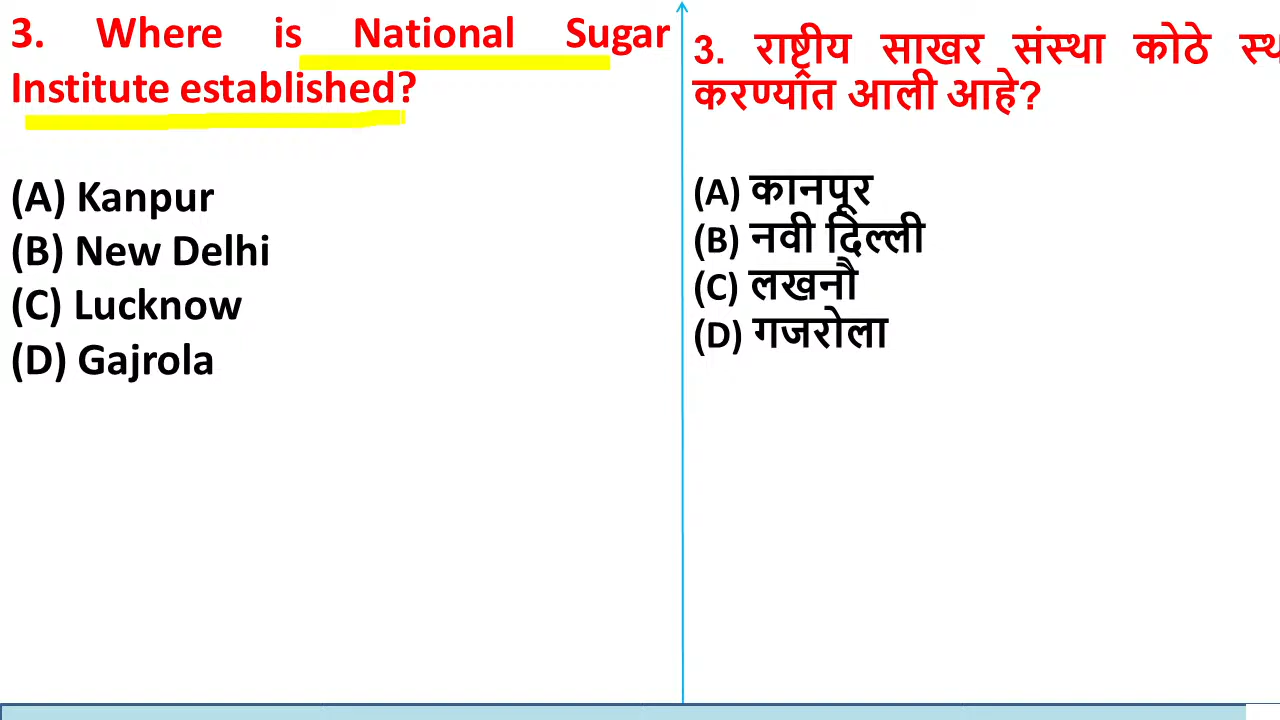 3. Where is National Sugar
Institute established?
(A) Kanpur
(B) New Delhi
(C) Lucknow
(D) Gajrola
3. राष्ट्रीय साखर संस्था कोठे
करण्यांत आली आहे?
(A) कानपूर
(B) नवी दिल्ली
(C) लखनौ
(D) गजरोला